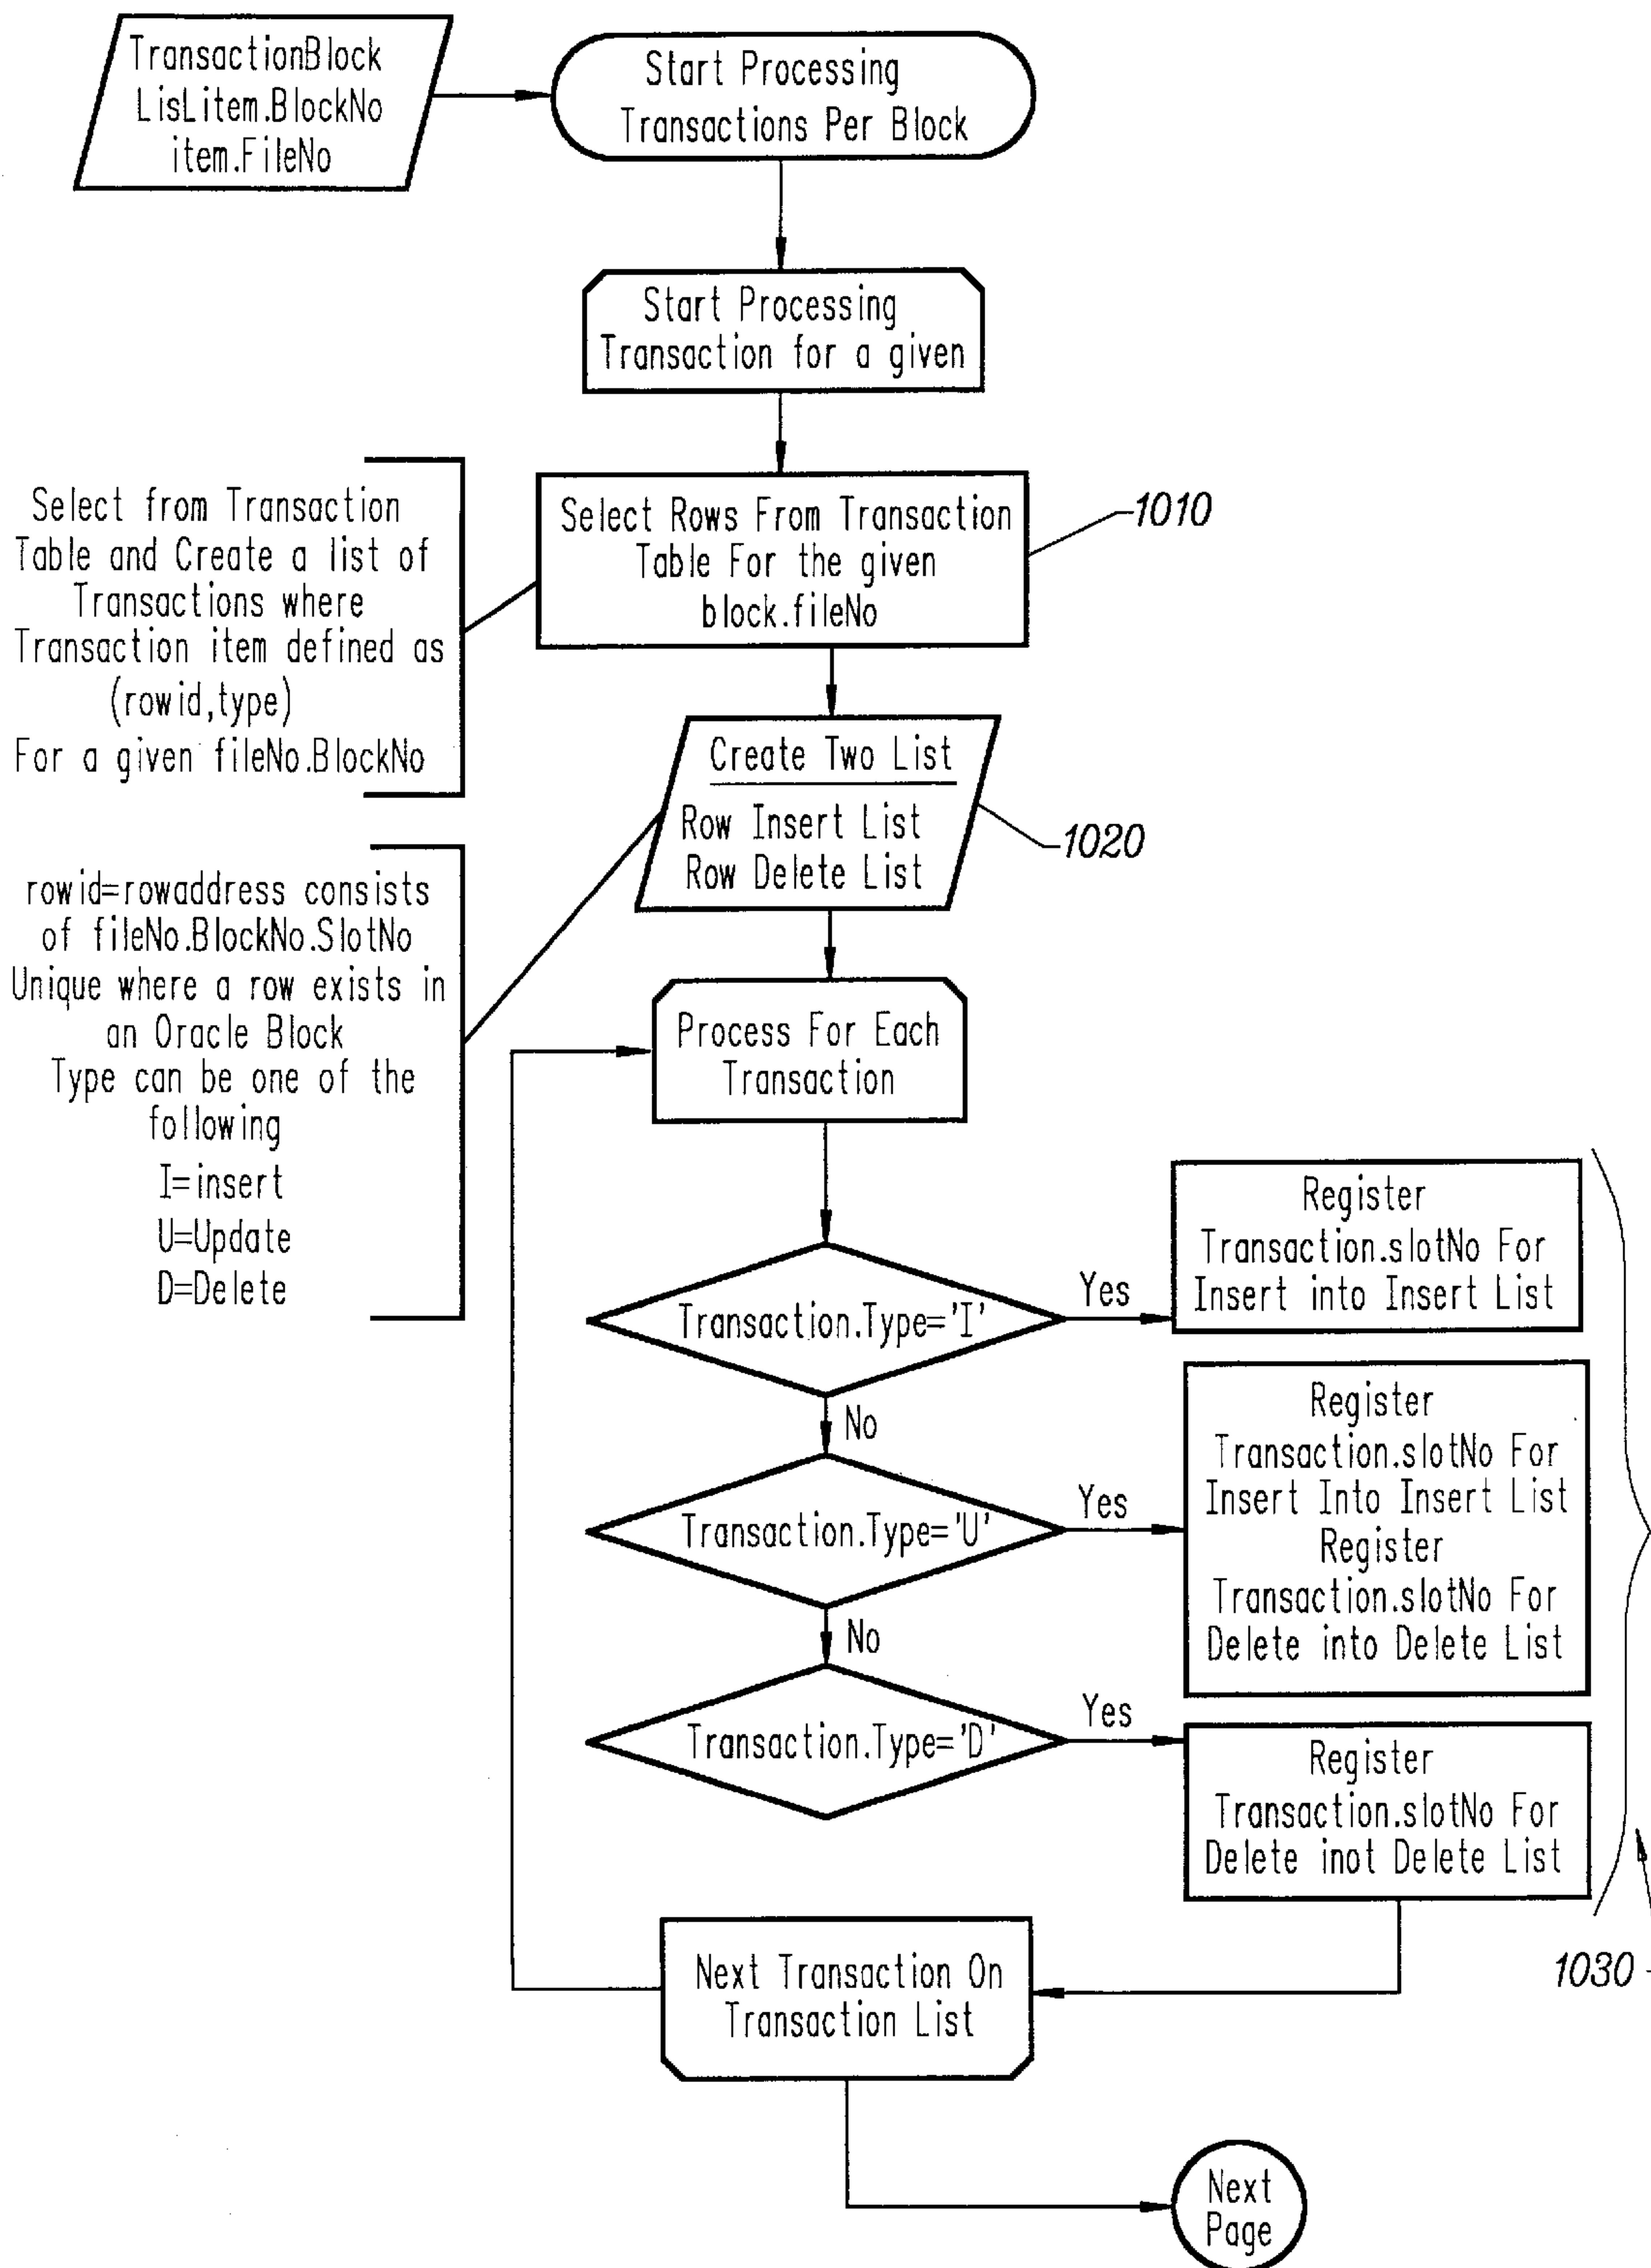 TransactionBlock
LisLitem.BlockNo
item.FileNo
Start Processing
Transactions Per Block
Start Processing
Transaction for a given
Select from Transaction
Table and Create a list of
Transactions where
Transaction item defined as
(rowid,type)
For a given fileNo.BlockNo
Select Rows From Transaction
Table For the given
block.fileNo
1010
Create Two List
Row Insert List
Row Delete List
1020
rowid=rowaddress consists
of fileNo.BlockNo.SlotNo
Unique where a row exists in
an Oracle Block
Type can be one of the
following
I=insert
U=Update
D=Delete
Process For Each
Transaction
Transaction.Type='I'
Yes
Register
Transaction.slotNo For
Insert into Insert List
No
Transaction.Type='U'
Yes
Register
Transaction.slotNo For
Insert Into Insert List
Register
Transaction.slotNo For
Delete into Delete List
No
Transaction.Type='D'
Yes
Register
Transaction.slotNo For
Delete inot Delete List
1030
Next Transaction On
Transaction List
Next
Page